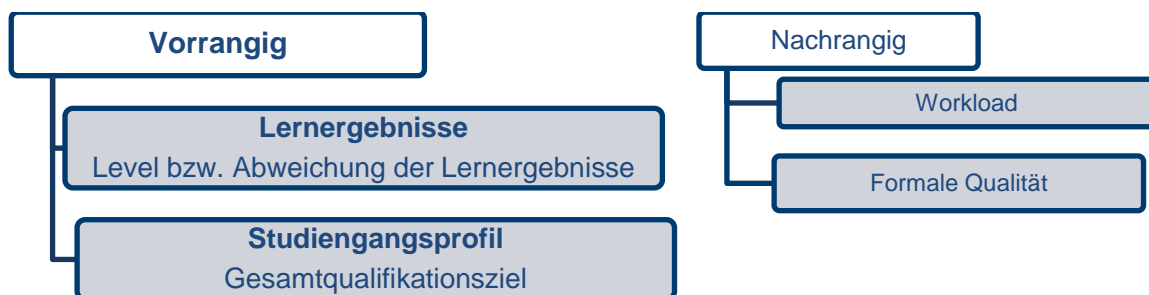 Vorrangig
Lernergebnisse
Level bzw. Abweichung der Lernergebnisse
Studiengangsprofil
Gesamtqualifikationsziel
Nachrangig
Workload
Formale Qualität